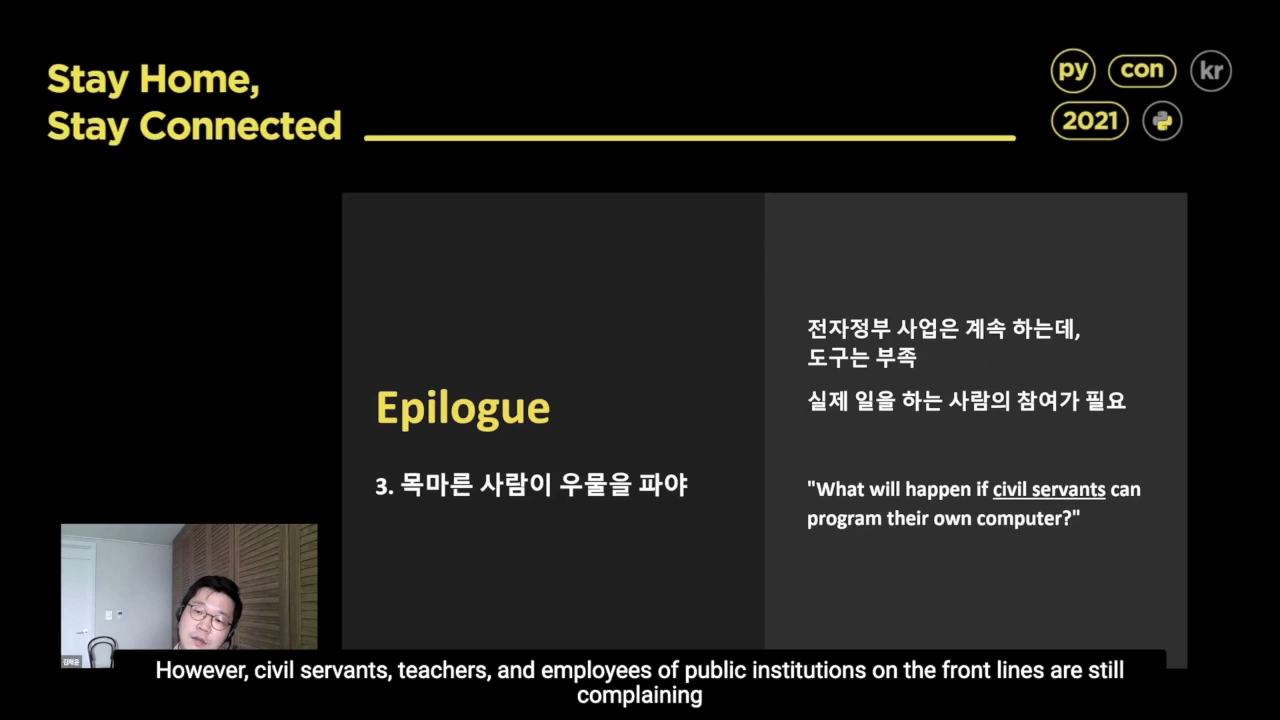 Stay Home,
Stay Connected
py con kr
2021
Epilogue
3. 목마른 사람이 우물을 파야
전자정부 사업은 계속 하는데,
도구는 부족
실제 일을 하는 사람의 참여가 필요
"What will happen if civil servants can
program their own computer?"
However, civil servants, teachers, and employees of public institutions on the front lines are still
complaining